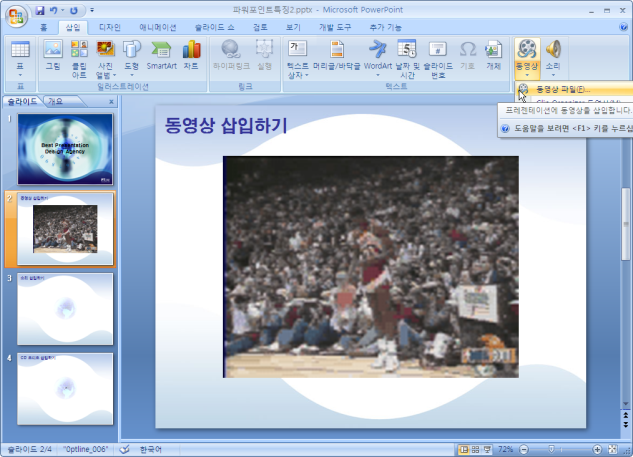 파워포인트특징2.pptx - Microsoft PowerPoint
홈 삽입 디자인 애니메이션 슬라이드 쇼 검토 보기 개발 도구 추가 기능
표 그림 클립 아트 사진 앨범 도형 SmartArt 차트 하이퍼링크 실행 텍스트 상자 머리글/바닥글 WordArt 날짜 및 시간 슬라이드 번호 기호 개체 동영상 소리
표 일러스트레이션 링크 텍스트
동영상 파일(F)...
프레젠테이션에 동영상을 삽입합니다.
도움말을 보려면 <F1> 키를 누르십
슬라이드 개요
1
Best Presentation
Design Agency
2
동영상 삽입하기
3
4
동영상 삽입하기
슬라이드 2/4 "Optline_006" 한국어 72%